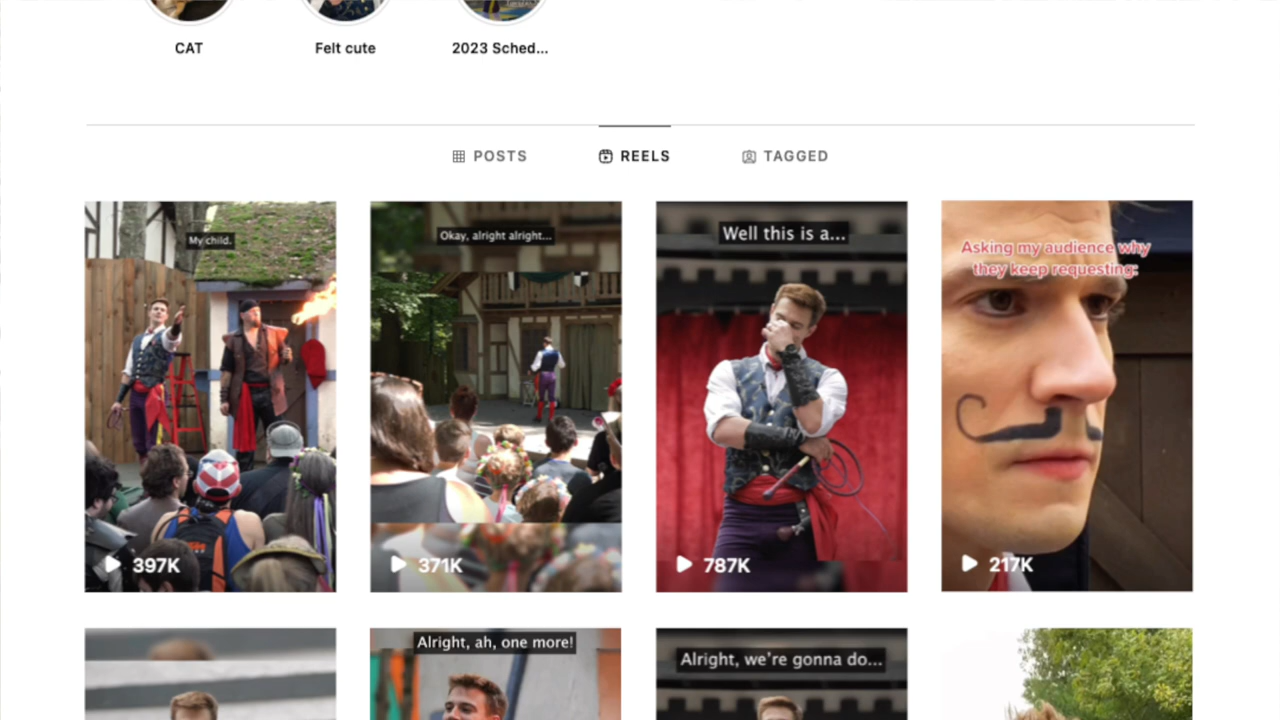 CAT
Felt cute
2023 Sched...
POSTS
REELS
TAGGED
My child.
Okay, alright alright...
Well this is a...
Asking my audience why
they keep requesting:
397K
371K
787K
217K
Alright, ah, one more!
Alright, we're gonna do...